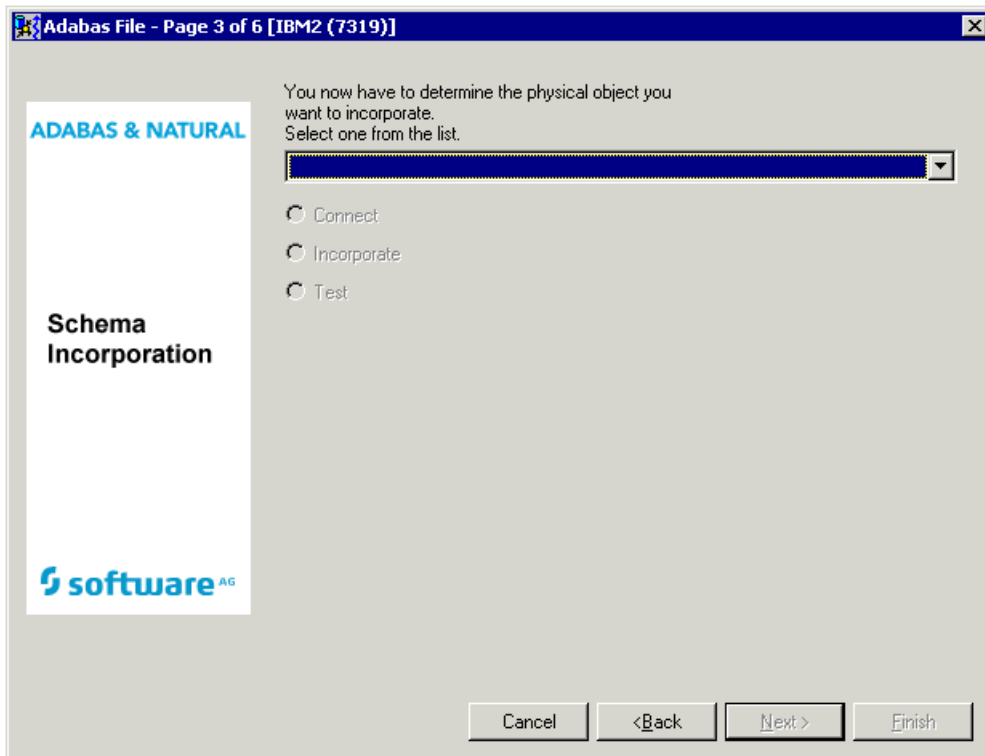 Adabas File - Page 3 of 6 [IBM2 (7319)]
ADABAS & NATURAL
Schema
Incorporation
software AG
You now have to determine the physical object you
want to incorporate.
Select one from the list.
Connect
Incorporate
Test
Cancel
<Back
Next >
Finish